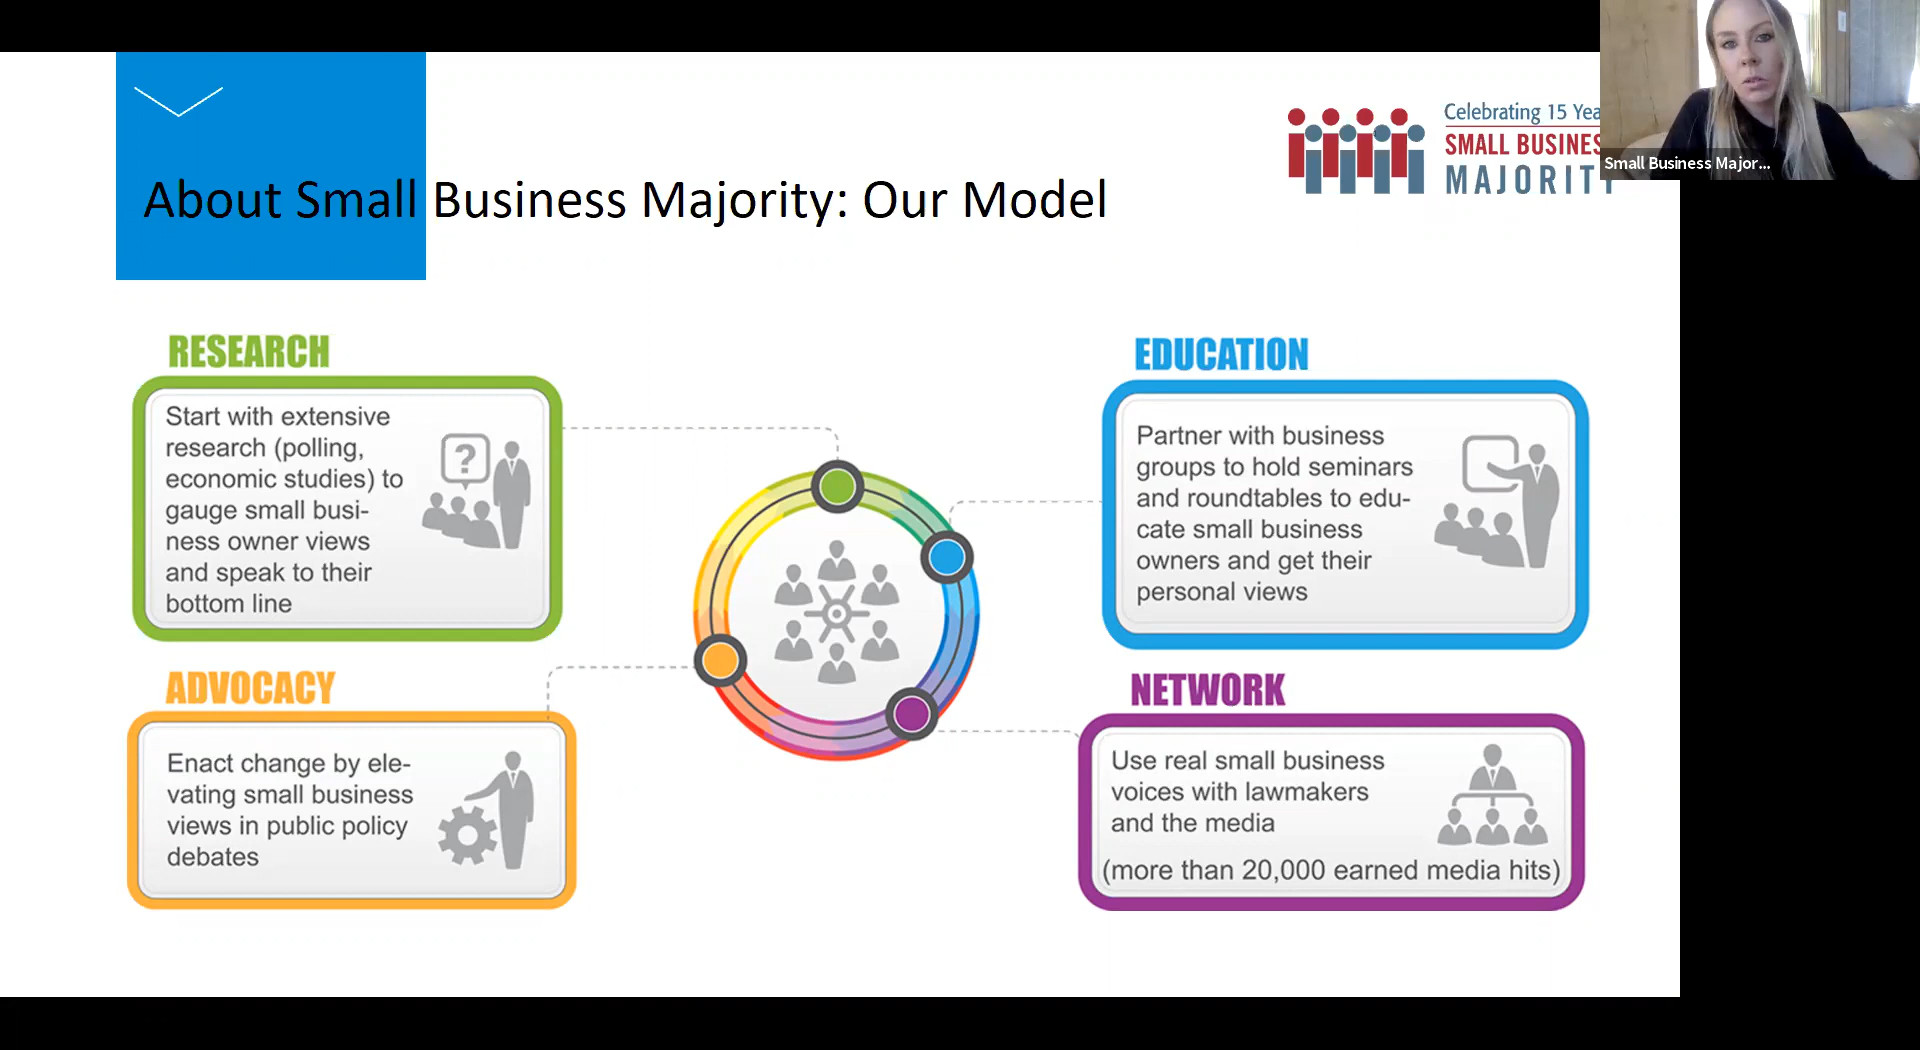 Celebrating 15 Yea
SMALL BUSINES
MAJORITY
Small Business Major...
About Small Business Majority: Our Model
RESEARCH
Start with extensive
research (polling,
economic studies) to
gauge small busi-
ness owner views
and speak to their
bottom line
?
EDUCATION
Partner with business
groups to hold seminars
and roundtables to edu-
cate small business
owners and get their
personal views
ADVOCACY
Enact change by ele-
vating small business
views in public policy
debates
NETWORK
Use real small business
voices with lawmakers
and the media
(more than 20,000 earned media hits)